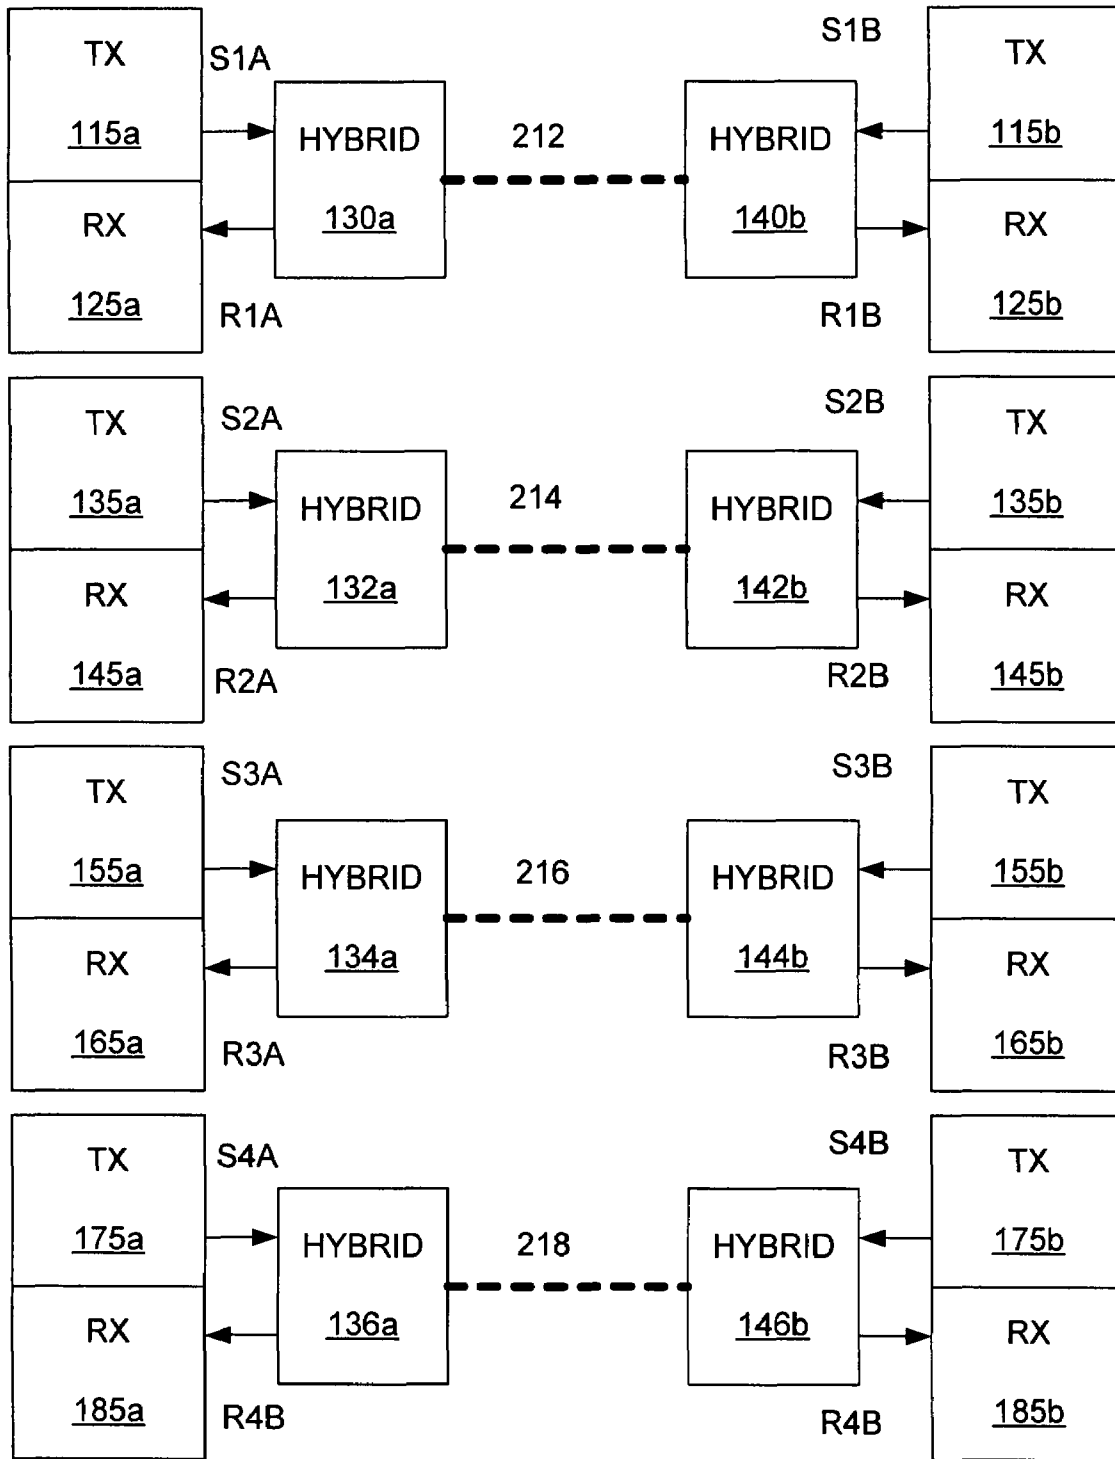 TX
S1A
S1B
TX
115a
HYBRID
130a
212
HYBRID
140b
115b
RX
125a
R1A
R1B
RX
125b
TX
S2A
S2B
TX
135a
HYBRID
132a
214
HYBRID
142b
135b
RX
145a
R2A
R2B
RX
145b
TX
S3A
S3B
TX
155a
HYBRID
134a
216
HYBRID
144b
155b
RX
165a
R3A
R3B
RX
165b
TX
S4A
S4B
TX
175a
HYBRID
136a
218
HYBRID
146b
175b
RX
185a
R4B
R4B
RX
185b